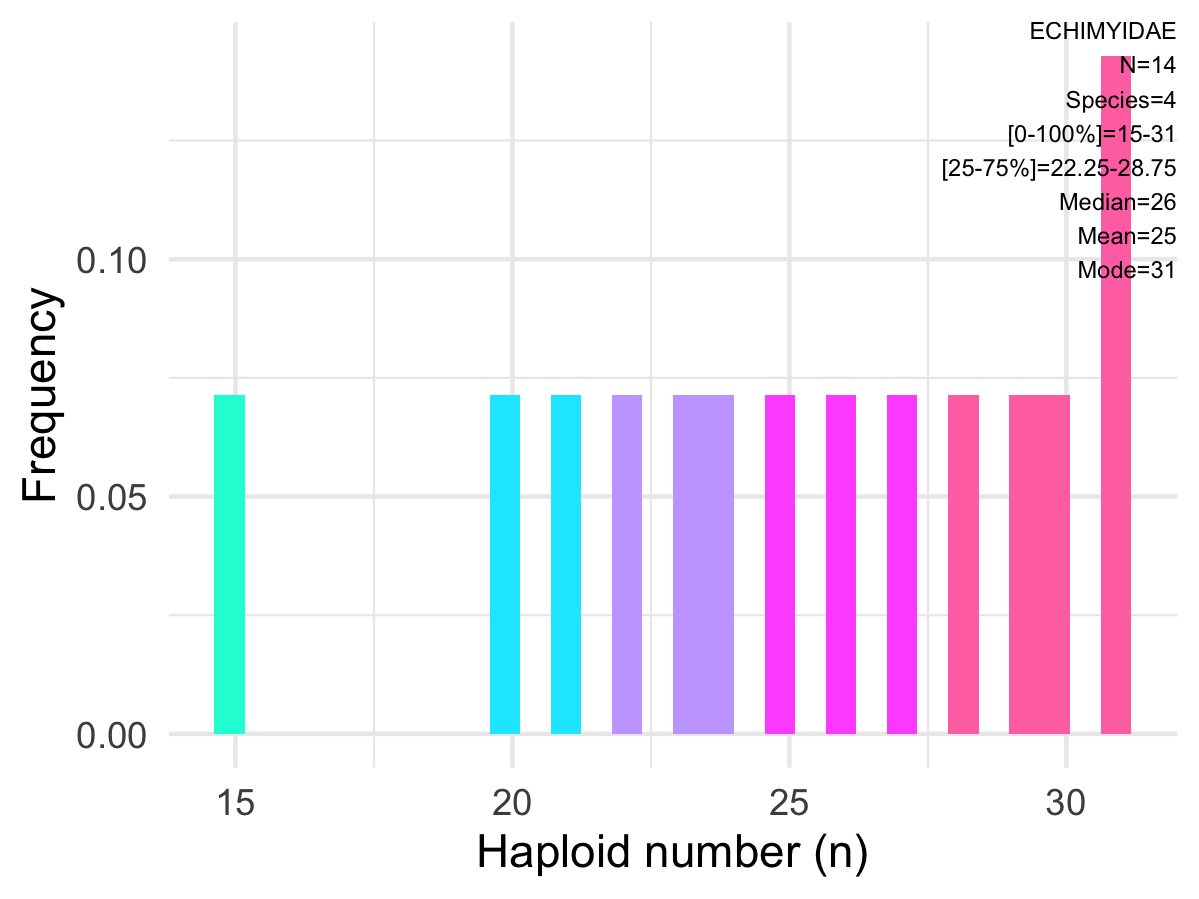 ECHIMYIDAE
N=14
Species=4
[0-100%]=15-31
[25-75%]=22.25-28.75
Median=26
Mean=25
Mode=31
0.10
0.05
0.00
Frequency
15 20 25 30
Haploid number (n)